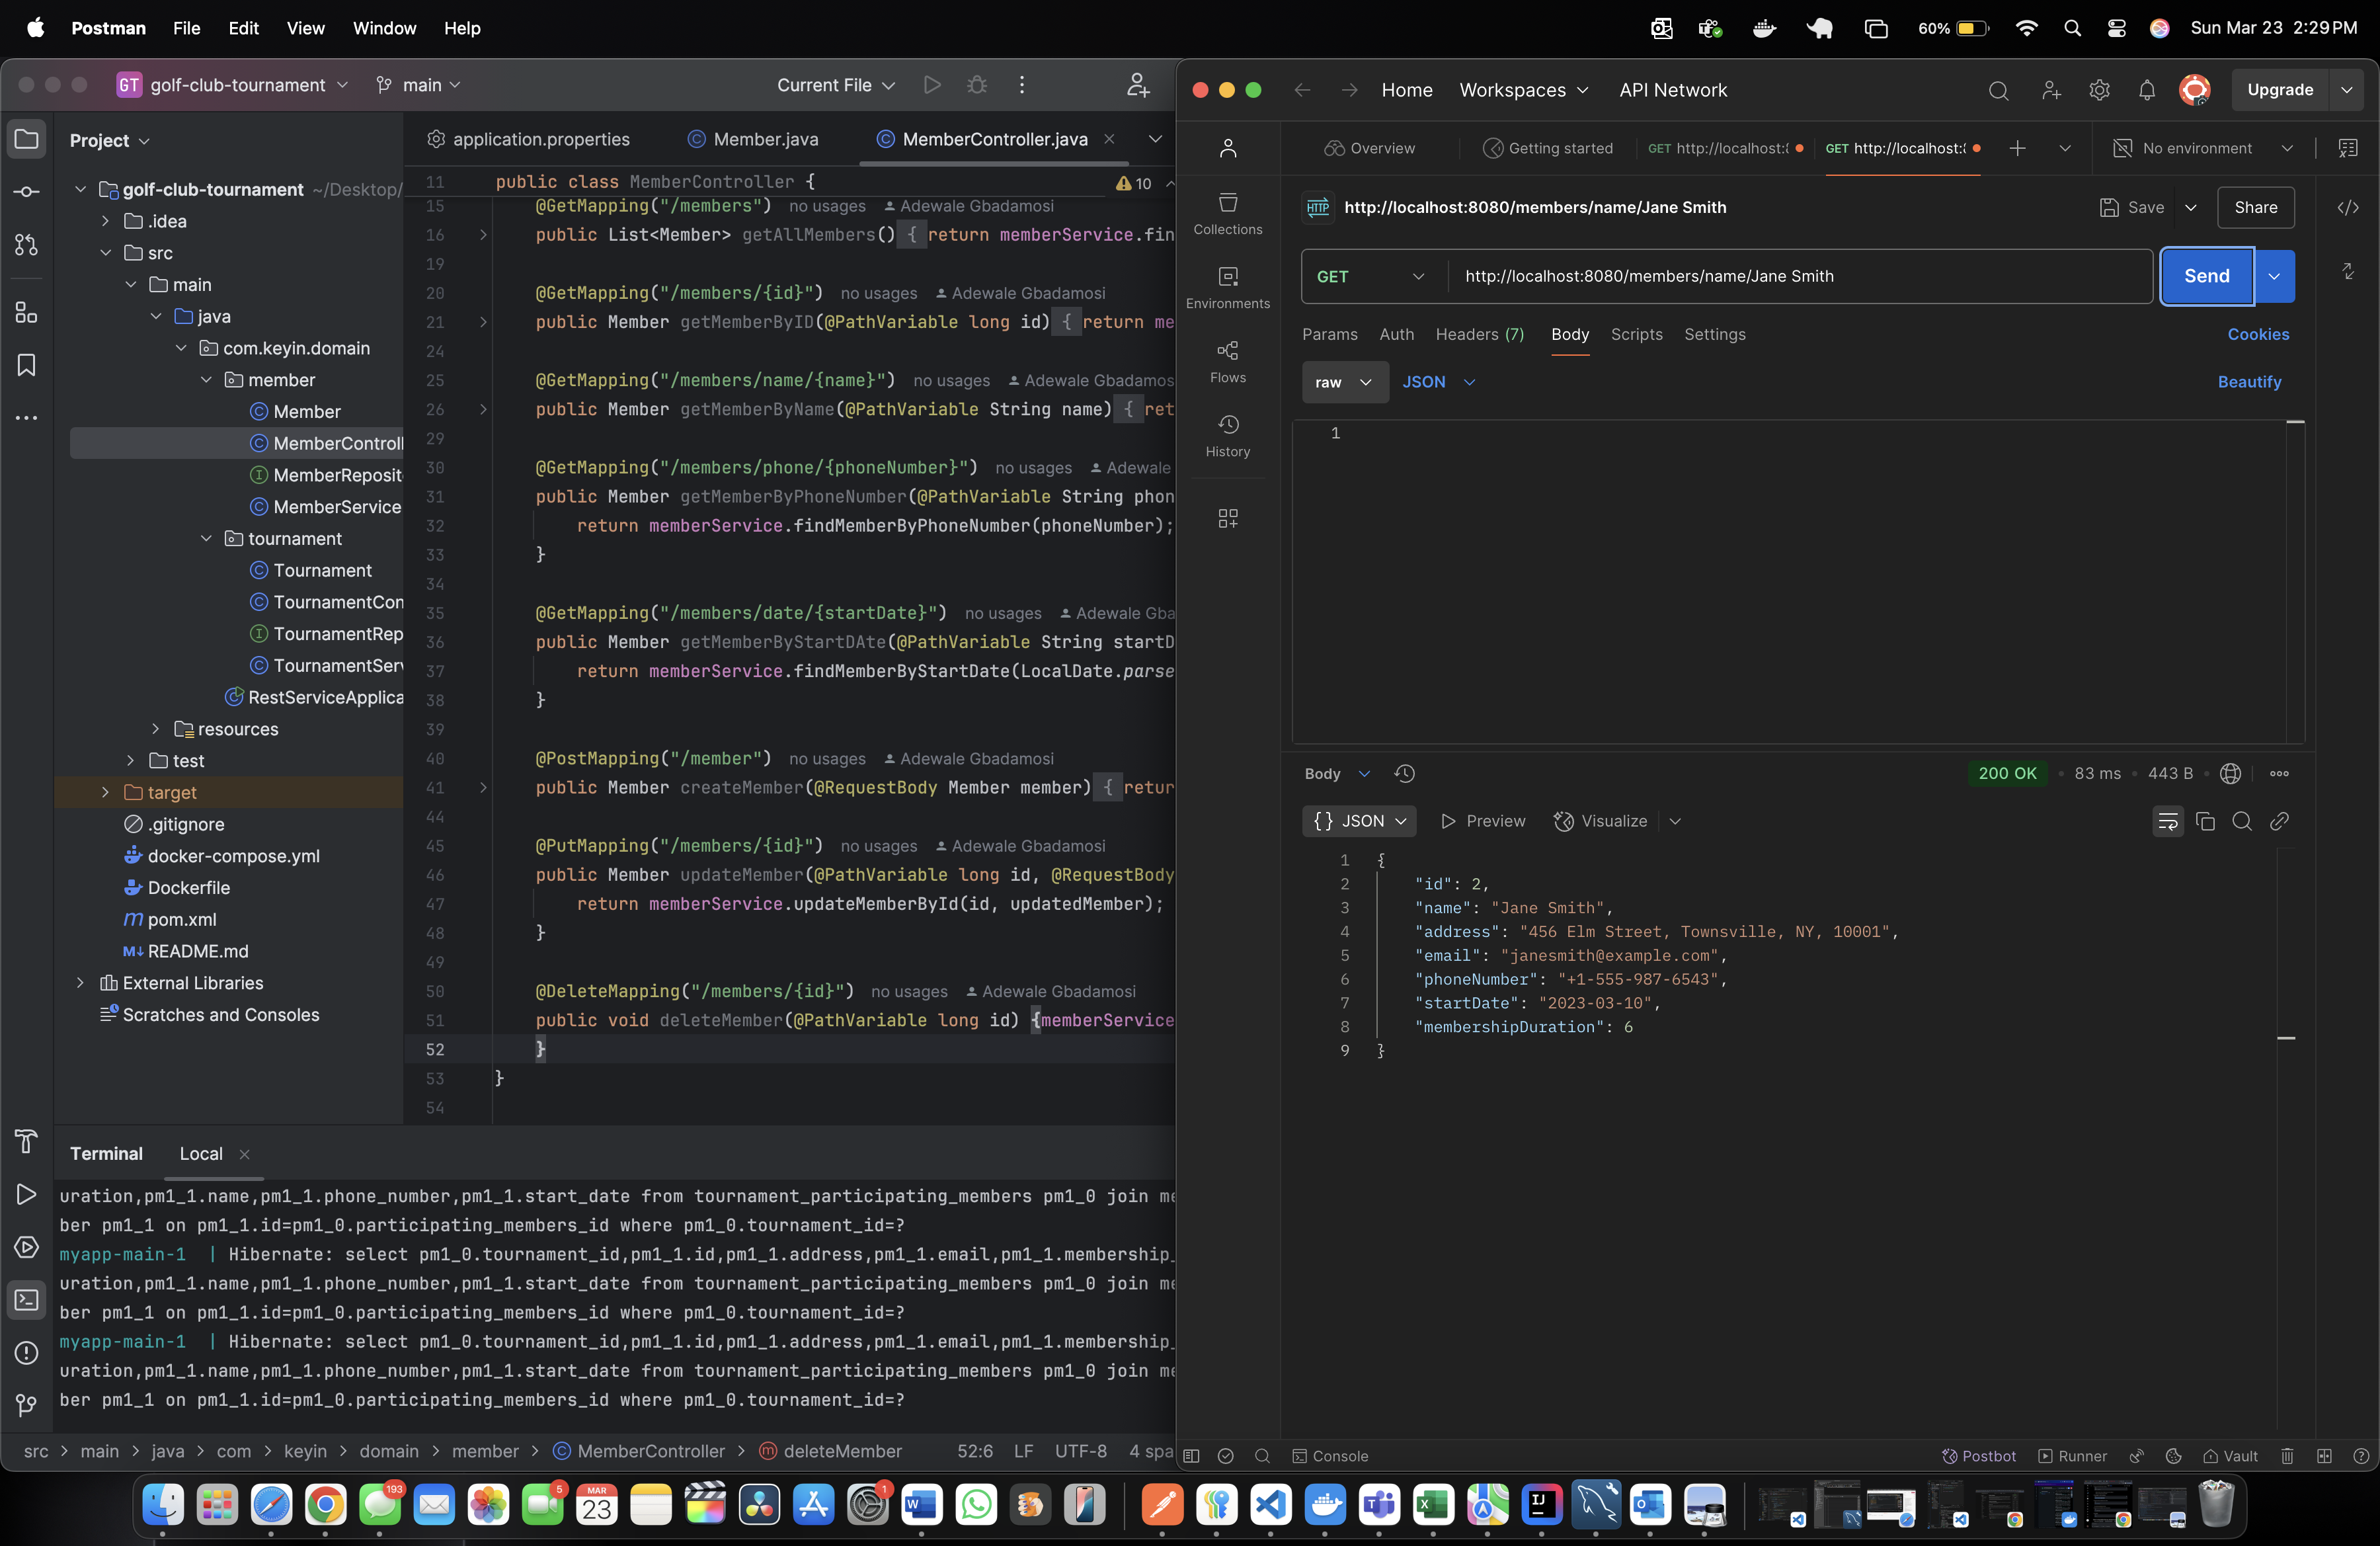 Postman File Edit View Window Help 60% Sun Mar 23 2:29 PM
GT golf-club-tournament main Current File
Project
golf-club-tournament ~/Desktop/
.idea
src
main
java
com.keyin.domain
member
Member
MemberControll
MemberReposit
MemberService
tournament
Tournament
TournamentCon
TournamentRep
TournamentServ
RestServiceApplica
resources
test
target
.gitignore
docker-compose.yml
Dockerfile
pom.xml
README.md
External Libraries
Scratches and Consoles
application.properties Member.java MemberController.java
11 public class MemberController { 10
15 @GetMapping("/members") no usages Adewale Gbadamosi
16 public List<Member> getAllMembers() { return memberService.fin
19
20 @GetMapping("/members/{id}") no usages Adewale Gbadamosi
21 public Member getMemberByID(@PathVariable long id) { return me
24
25 @GetMapping("/members/name/{name}") no usages Adewale Gbadamos
26 public Member getMemberByName(@PathVariable String name) { ret
29
30 @GetMapping("/members/phone/{phoneNumber}") no usages Adewale
31 public Member getMemberByPhoneNumber(@PathVariable String phon
32 return memberService.findMemberByPhoneNumber(phoneNumber);
33 }
34
35 @GetMapping("/members/date/{startDate}") no usages Adewale Gba
36 public Member getMemberByStartDAte(@PathVariable String startD
37 return memberService.findMemberByStartDate(LocalDate.parse
38 }
39
40 @PostMapping("/member") no usages Adewale Gbadamosi
41 public Member createMember(@RequestBody Member member) { retur
44
45 @PutMapping("/members/{id}") no usages Adewale Gbadamosi
46 public Member updateMember(@PathVariable long id, @RequestBody
47 return memberService.updateMemberById(id, updatedMember);
48 }
49
50 @DeleteMapping("/members/{id}") no usages Adewale Gbadamosi
51 public void deleteMember(@PathVariable long id) {memberService
52 }
53 }
54
Terminal Local
uration,pm1_1.name,pm1_1.phone_number,pm1_1.start_date from tournament_participating_members pm1_0 join me
ber pm1_1 on pm1_1.id=pm1_0.participating_members_id where pm1_0.tournament_id=?
myapp-main-1 | Hibernate: select pm1_0.tournament_id,pm1_1.id,pm1_1.address,pm1_1.email,pm1_1.membership_
uration,pm1_1.name,pm1_1.phone_number,pm1_1.start_date from tournament_participating_members pm1_0 join me
ber pm1_1 on pm1_1.id=pm1_0.participating_members_id where pm1_0.tournament_id=?
myapp-main-1 | Hibernate: select pm1_0.tournament_id,pm1_1.id,pm1_1.address,pm1_1.email,pm1_1.membership_
uration,pm1_1.name,pm1_1.phone_number,pm1_1.start_date from tournament_participating_members pm1_0 join me
ber pm1_1 on pm1_1.id=pm1_0.participating_members_id where pm1_0.tournament_id=?
src > main > java > com > keyin > domain > member > MemberController > deleteMember 52:6 LF UTF-8 4 spa
Home Workspaces API Network Upgrade
Overview Getting started GET http://localhost:8 GET http://localhost:8 No environment
Collections
Environments
Flows
History
HTTP http://localhost:8080/members/name/Jane Smith Save Share
GET http://localhost:8080/members/name/Jane Smith Send
Params Auth Headers (7) Body Scripts Settings Cookies
raw JSON Beautify
1
Body 200 OK 83 ms 443 B
{} JSON Preview Visualize
1 {
2 "id": 2,
3 "name": "Jane Smith",
4 "address": "456 Elm Street, Townsville, NY, 10001",
5 "email": "janesmith@example.com",
6 "phoneNumber": "+1-555-987-6543",
7 "startDate": "2023-03-10",
8 "membershipDuration": 6
9 }
Console Postbot Runner Vault
193 5 MAR 23 1